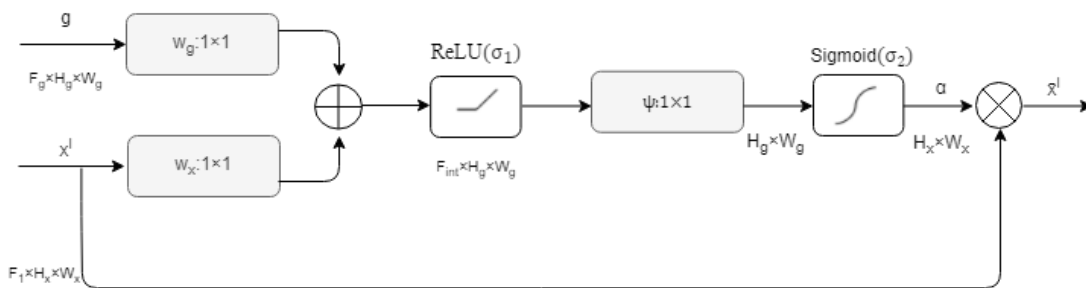 g
w_g:1×1
F_g×H_g×W_g
ReLU(σ_1)
Sigmoid(σ_2)
ψ:1×1
α
x̂^l
H_g×W_g
H_x×W_x
x^l
w_x:1×1
F_int×H_g×W_g
F_1×H_x×W_x